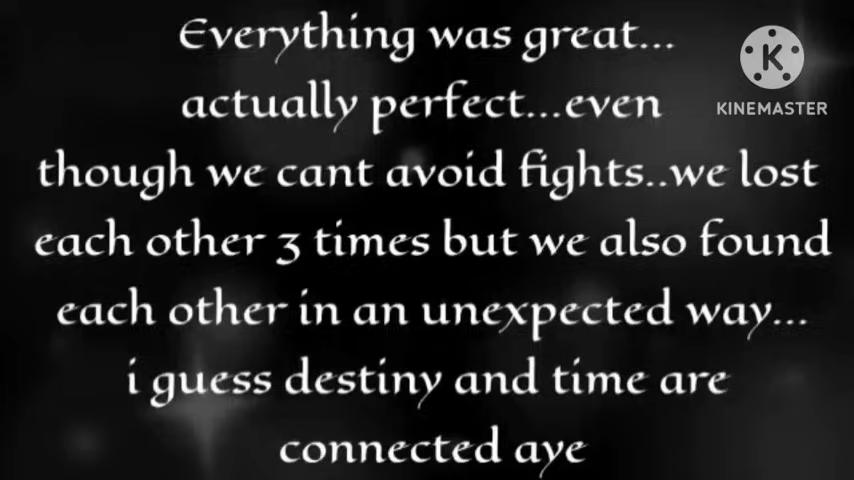 Everything was great...
actually perfect...even
though we cant avoid fights..we lost
each other 3 times but we also found
each other in an unexpected way...
i guess destiny and time are
connected aye
K
KINEMASTER